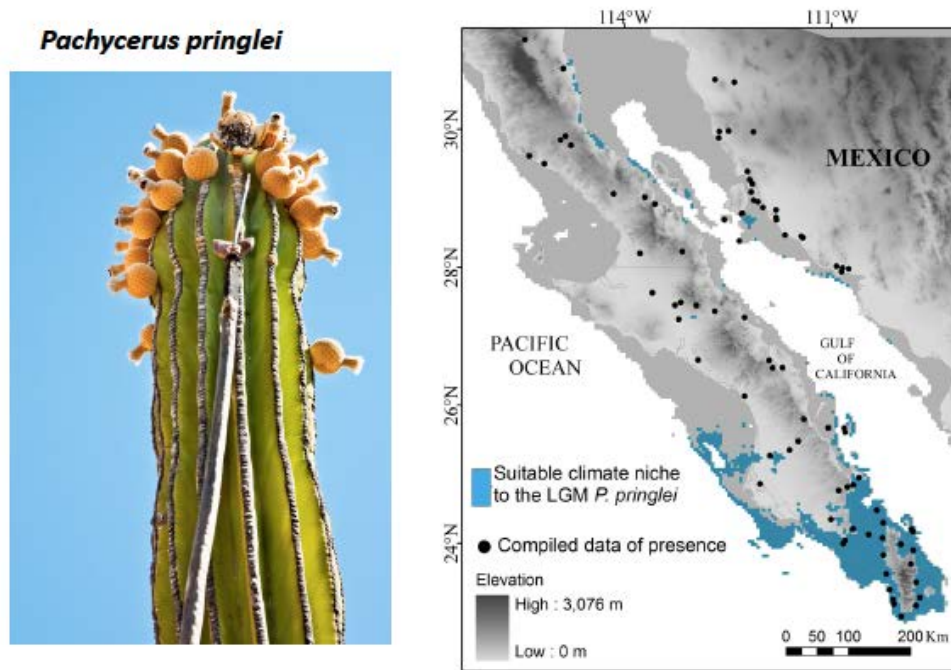 Pachycerus pringlei
114°W 111°W
30°N
28°N
26°N
24°N
MEXICO
PACIFIC
OCEAN
GULF
OF
CALIFORNIA
Suitable climate niche
to the LGM P. pringlei
Compiled data of presence
Elevation
High : 3,076 m
Low : 0 m
0 50 100 200 Km